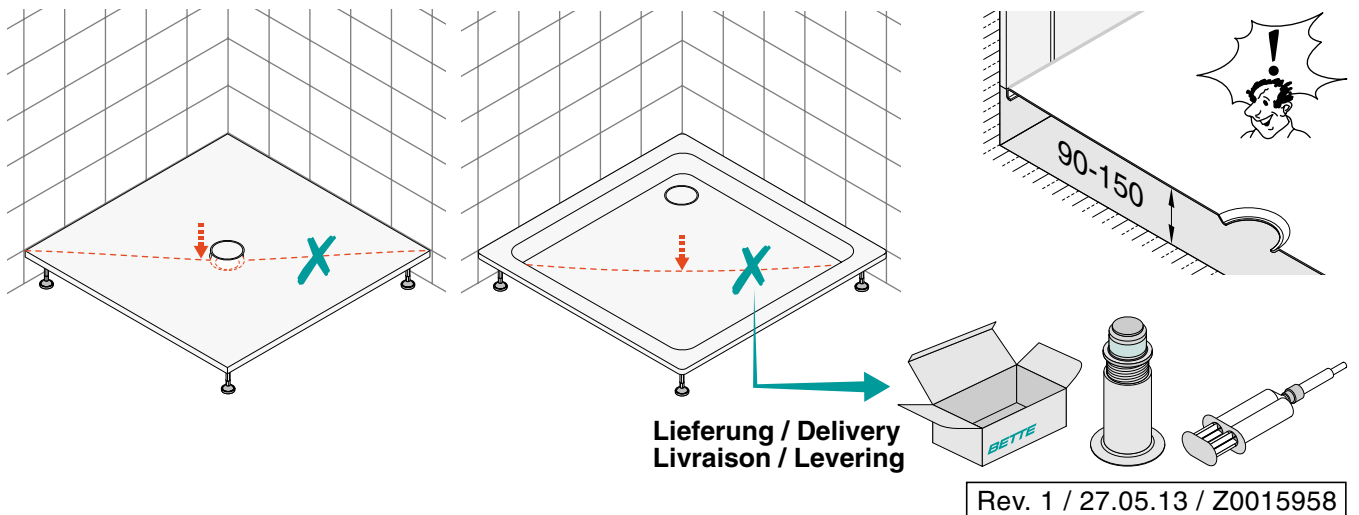 90-150
Lieferung / Delivery
Livraison / Levering
BETTE
Rev. 1 / 27.05.13 / Z0015958